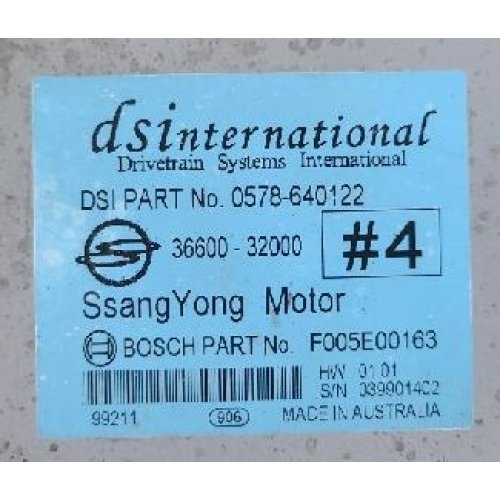 dsinternational
Drivetrain Systems International
DSI PART No. 0578-640122
36600 - 32000 #4
SsangYong Motor
BOSCH PART No. F005E00163
HW 01.01
S/N 039901402
99211 906 MADE IN AUSTRALIA